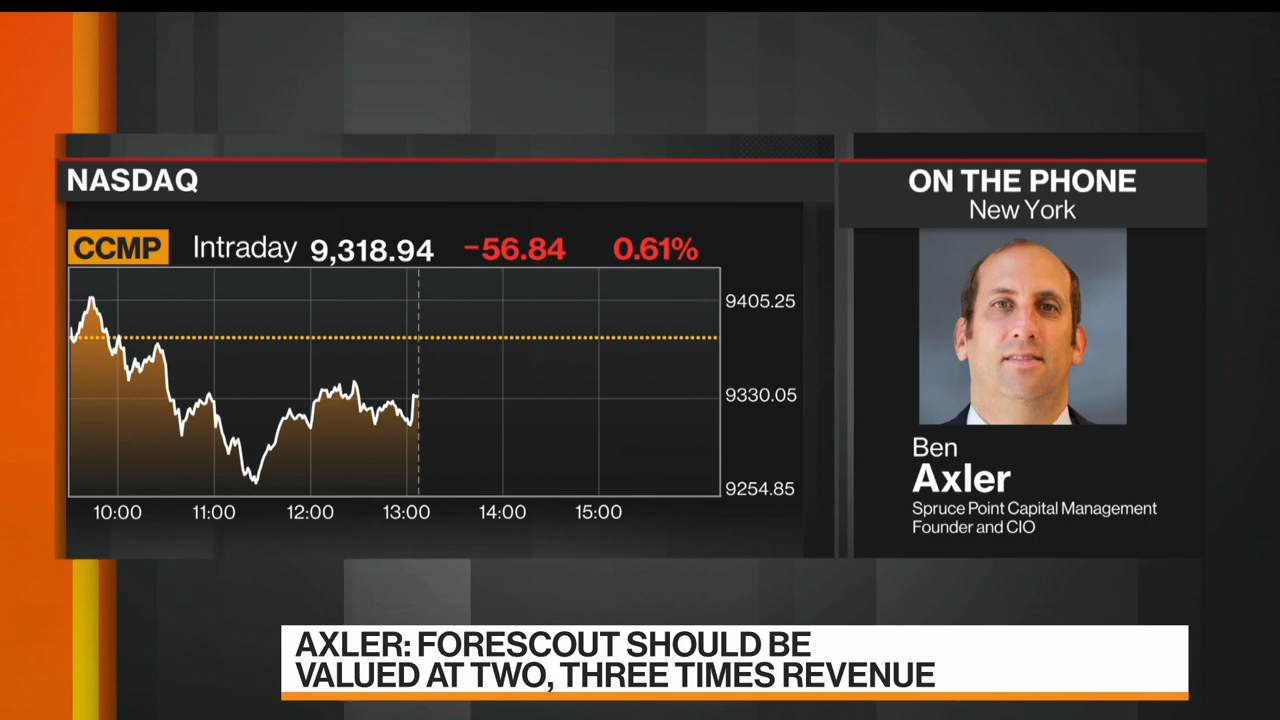 NASDAQ
CCMP Intraday 9,318.94 -56.84 0.61%
9405.25
9330.05
9254.85
10:00 11:00 12:00 13:00 14:00 15:00
ON THE PHONE
New York
Ben
Axler
Spruce Point Capital Management
Founder and CIO
AXLER: FORESCOUT SHOULD BE
VALUED AT TWO, THREE TIMES REVENUE